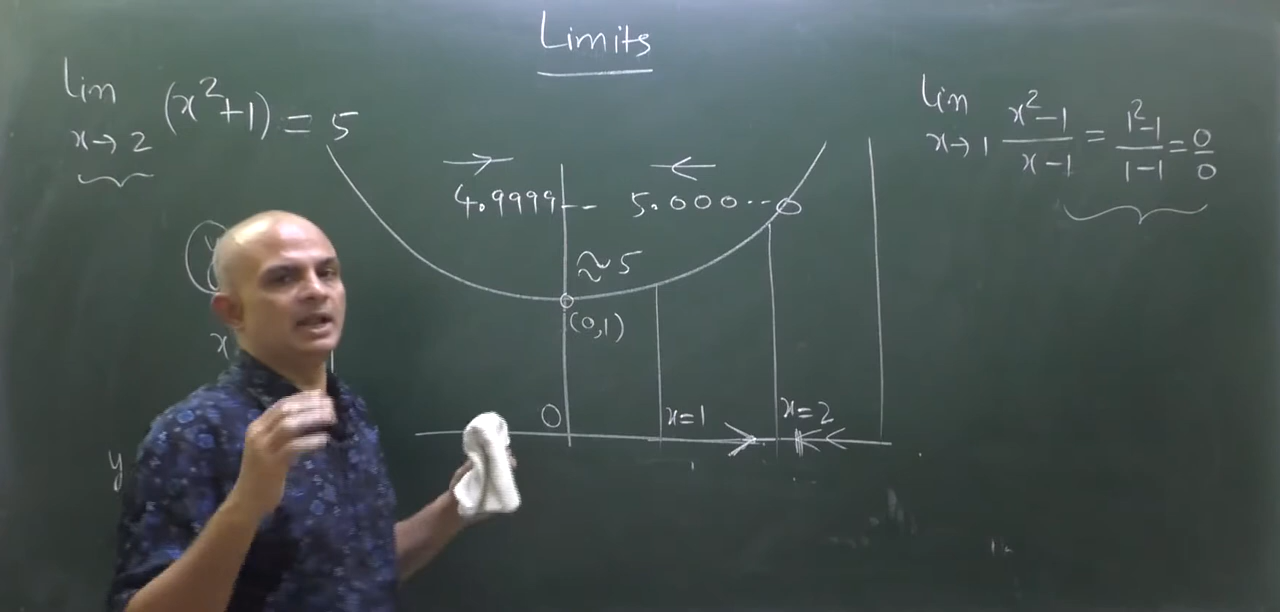 Limits
lim x→2 (x²+1) = 5
lim x→1 x²-1/x-1 = 1²-1/1-1 = 0/0
4.9999 5.000..
≈5
(0,1)
x
0 x=1 x=2
y